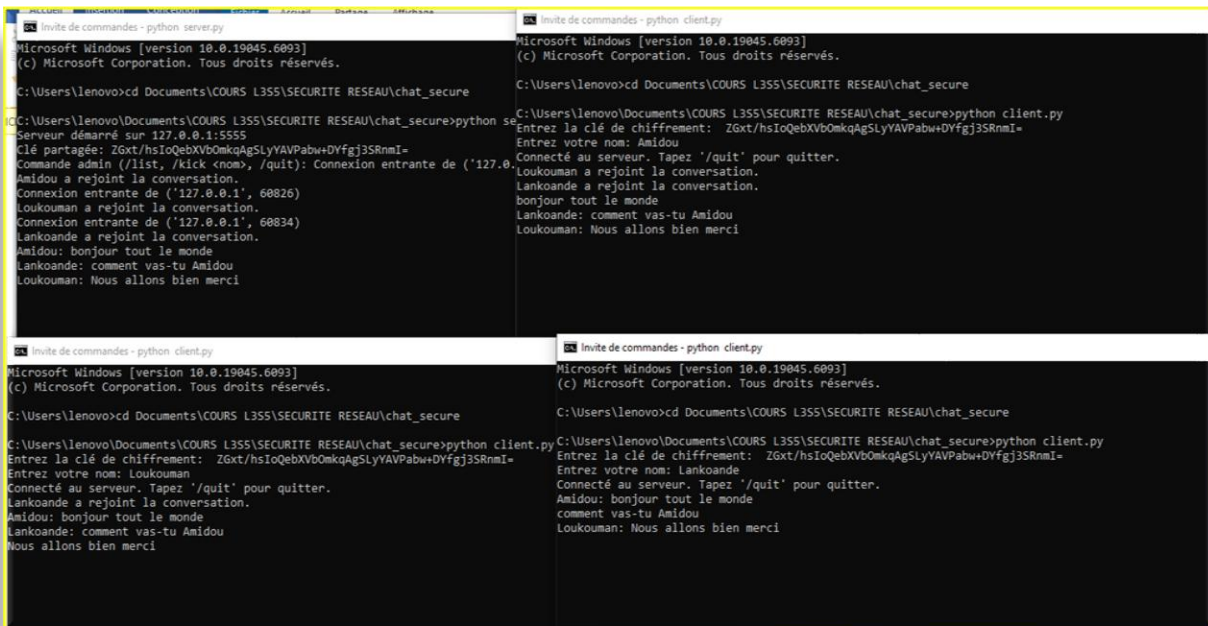 Accueil Insertion Conception Fichier Accueil Partage Affichage
Invite de commandes - python server.py
Microsoft Windows [version 10.0.19045.6093]
(c) Microsoft Corporation. Tous droits réservés.
C:\Users\lenovo>cd Documents\COURS L3S5\SECURITE RESEAU\chat_secure
C:\Users\lenovo\Documents\COURS L3S5\SECURITE RESEAU\chat_secure>python se
Serveur démarré sur 127.0.0.1:5555
Clé partagée: ZGxt/hsIoQebXVbOmkqAgSLyYAVPabw+DYfgj3SRnmI=
Commande admin (/list, /kick <nom>, /quit): Connexion entrante de ('127.0.
Amidou a rejoint la conversation.
Connexion entrante de ('127.0.0.1', 60826)
Loukouman a rejoint la conversation.
Connexion entrante de ('127.0.0.1', 60834)
Lankoande a rejoint la conversation.
Amidou: bonjour tout le monde
Lankoande: comment vas-tu Amidou
Loukouman: Nous allons bien merci
Invite de commandes - python client.py
Microsoft Windows [version 10.0.19045.6093]
(c) Microsoft Corporation. Tous droits réservés.
C:\Users\lenovo>cd Documents\COURS L3S5\SECURITE RESEAU\chat_secure
C:\Users\lenovo\Documents\COURS L3S5\SECURITE RESEAU\chat_secure>python client.py
Entrez la clé de chiffrement:  ZGxt/hsIoQebXVbOmkqAgSLyYAVPabw+DYfgj3SRnmI=
Entrez votre nom: Amidou
Connecté au serveur. Tapez '/quit' pour quitter.
Loukouman a rejoint la conversation.
Lankoande a rejoint la conversation.
bonjour tout le monde
Lankoande: comment vas-tu Amidou
Loukouman: Nous allons bien merci
Invite de commandes - python client.py
Microsoft Windows [version 10.0.19045.6093]
(c) Microsoft Corporation. Tous droits réservés.
C:\Users\lenovo>cd Documents\COURS L3S5\SECURITE RESEAU\chat_secure
C:\Users\lenovo\Documents\COURS L3S5\SECURITE RESEAU\chat_secure>python client.py
Entrez la clé de chiffrement:  ZGxt/hsIoQebXVbOmkqAgSLyYAVPabw+DYfgj3SRnmI=
Entrez votre nom: Loukouman
Connecté au serveur. Tapez '/quit' pour quitter.
Lankoande a rejoint la conversation.
Amidou: bonjour tout le monde
Lankoande: comment vas-tu Amidou
Nous allons bien merci
Invite de commandes - python client.py
Microsoft Windows [version 10.0.19045.6093]
(c) Microsoft Corporation. Tous droits réservés.
C:\Users\lenovo>cd Documents\COURS L3S5\SECURITE RESEAU\chat_secure
C:\Users\lenovo\Documents\COURS L3S5\SECURITE RESEAU\chat_secure>python client.py
Entrez la clé de chiffrement:  ZGxt/hsIoQebXVbOmkqAgSLyYAVPabw+DYfgj3SRnmI=
Entrez votre nom: Lankoande
Connecté au serveur. Tapez '/quit' pour quitter.
Amidou: bonjour tout le monde
comment vas-tu Amidou
Loukouman: Nous allons bien merci